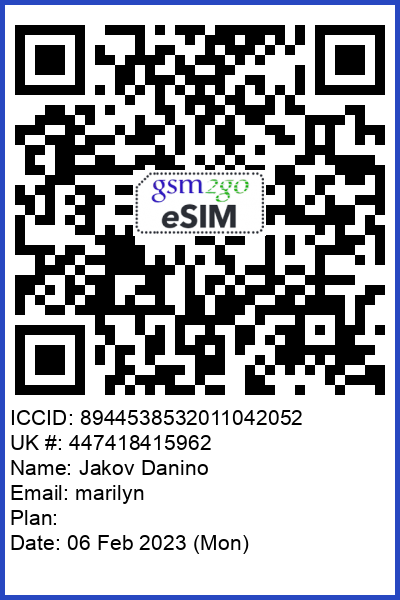 gsm2go
eSIM
ICCID: 8944538532011042052
UK #: 447418415962
Name: Jakov Danino
Email: marilyn
Plan:
Date: 06 Feb 2023 (Mon)